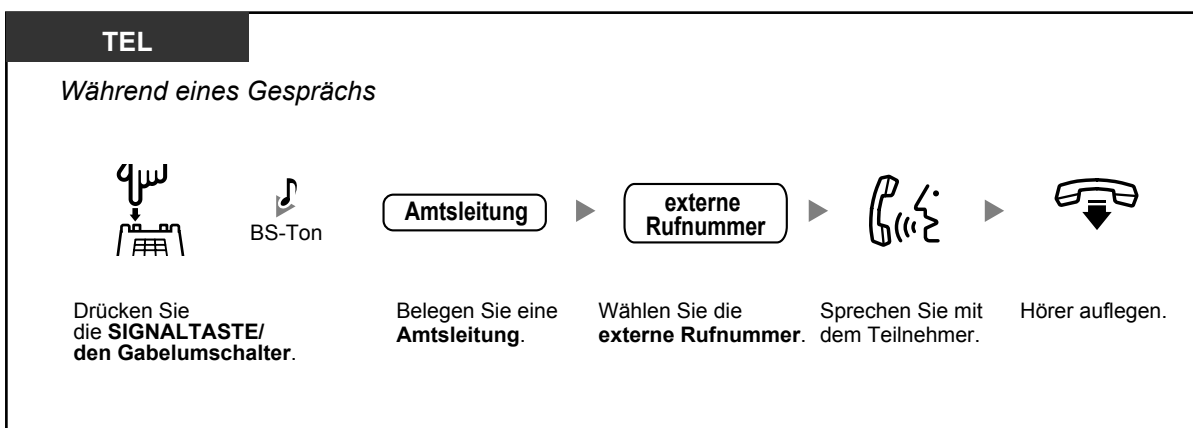 TEL
Während eines Gesprächs
BS-Ton
Amtsleitung
externe
Rufnummer
Drücken Sie
die SIGNALTASTE/
den Gabelumschalter.
Belegen Sie eine
Amtsleitung.
Wählen Sie die
externe Rufnummer.
Sprechen Sie mit
dem Teilnehmer.
Hörer auflegen.